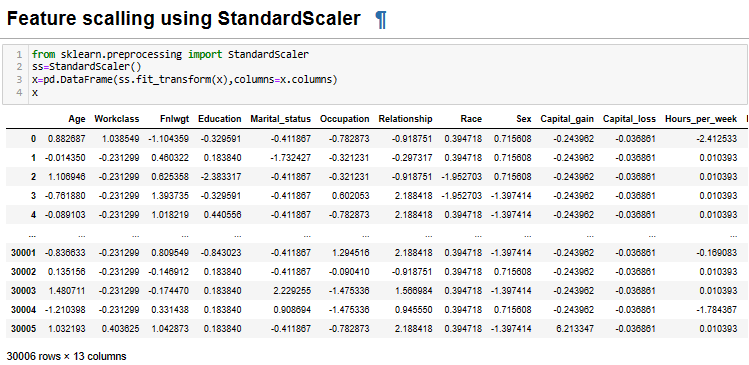 Feature scalling using StandardScaler ¶
1 from sklearn.preprocessing import StandardScaler
2 ss=StandardScaler()
3 x=pd.DataFrame(ss.fit_transform(x),columns=x.columns)
4 x
Age Workclass Fnlwgt Education Marital_status Occupation Relationship Race Sex Capital_gain Capital_loss Hours_per_week
0 0.882687 1.038549 -1.104359 -0.329591 -0.411867 -0.782873 -0.918751 0.394718 0.715608 -0.243962 -0.036861 -2.412533
1 -0.014350 -0.231299 0.460322 0.183840 -1.732427 -0.321231 -0.297317 0.394718 0.715608 -0.243962 -0.036861 0.010393
2 1.106946 -0.231299 0.625358 -2.383317 -0.411867 -0.321231 -0.918751 -1.952703 0.715608 -0.243962 -0.036861 0.010393
3 -0.761880 -0.231299 1.393735 -0.329591 -0.411867 0.602053 2.188418 -1.952703 -1.397414 -0.243962 -0.036861 0.010393
4 -0.089103 -0.231299 1.018219 0.440556 -0.411867 -0.782873 2.188418 0.394718 -1.397414 -0.243962 -0.036861 0.010393
... ... ... ... ... ... ... ... ... ... ... ... ...
30001 -0.836633 -0.231299 0.809549 -0.843023 -0.411867 1.294516 2.188418 0.394718 -1.397414 -0.243962 -0.036861 -0.169083
30002 0.135156 -0.231299 -0.146912 0.183840 -0.411867 -0.090410 -0.918751 0.394718 0.715608 -0.243962 -0.036861 0.010393
30003 1.480711 -0.231299 -0.174470 0.183840 2.229255 -1.475336 1.566984 0.394718 -1.397414 -0.243962 -0.036861 0.010393
30004 -1.210398 -0.231299 0.331438 0.183840 0.908694 -1.475336 0.945550 0.394718 0.715608 -0.243962 -0.036861 -1.784367
30005 1.032193 0.403625 1.042873 0.183840 -0.411867 -0.782873 2.188418 0.394718 -1.397414 6.213347 -0.036861 0.010393
30006 rows × 13 columns